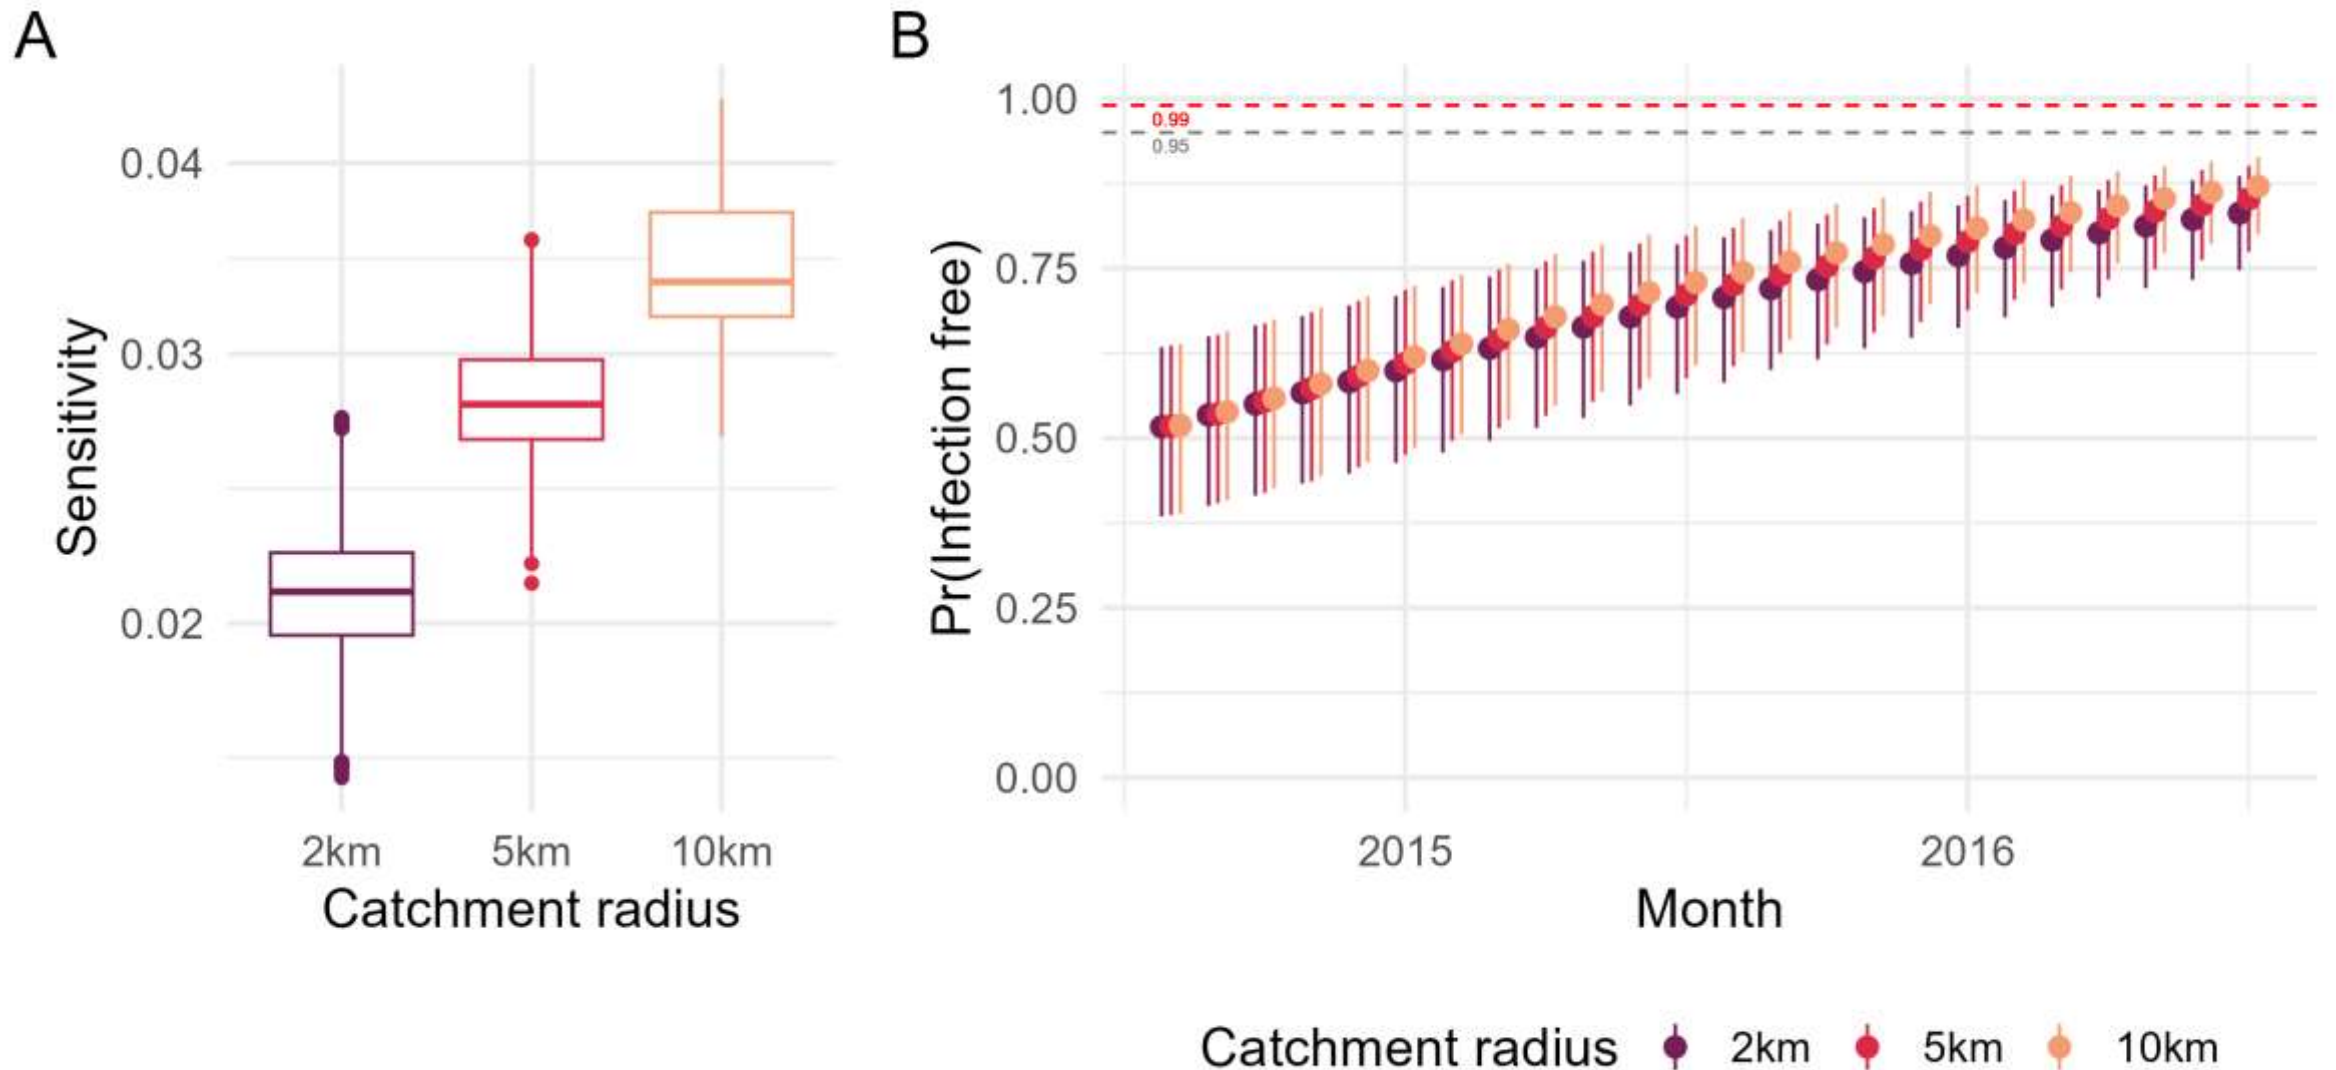 A
Sensitivity
0.04
0.03
0.02
2km 5km 10km
Catchment radius
B
Pr(Infection free)
1.00
0.75
0.50
0.25
0.00
0.99
0.95
2015 2016
Month
Catchment radius 2km 5km 10km